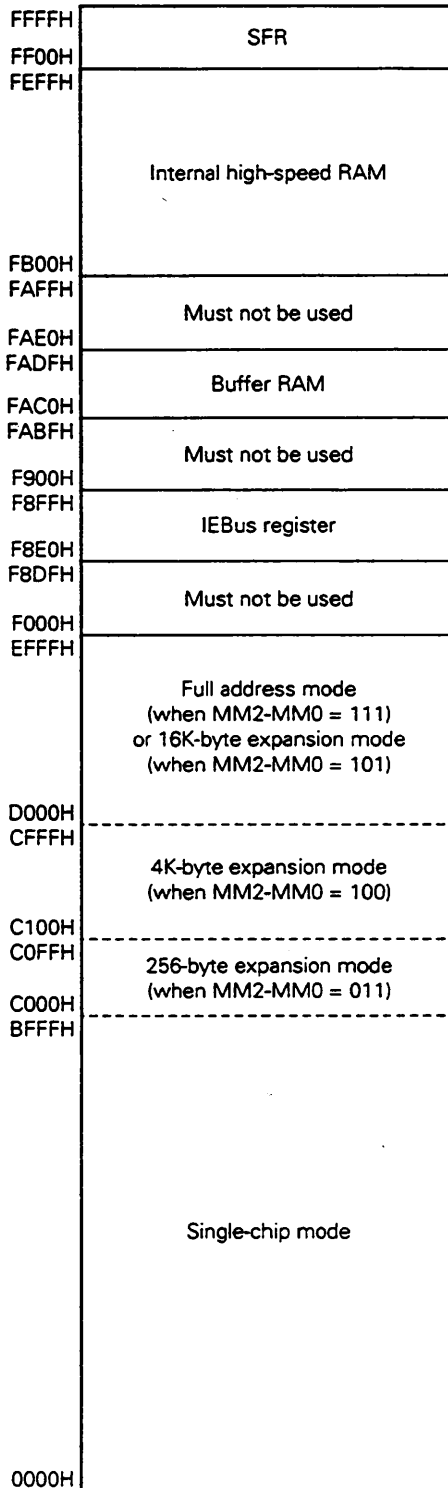 FFFFH
SFR
FF00H
FEFFH
Internal high-speed RAM
FB00H
FAFFH
Must not be used
FAE0H
FADFH
Buffer RAM
FAC0H
FABFH
Must not be used
F900H
F8FFH
IEBus register
F8E0H
F8DFH
Must not be used
F000H
EFFFH
Full address mode
(when MM2-MM0 = 111)
or 16K-byte expansion mode
(when MM2-MM0 = 101)
D000H
CFFFH
4K-byte expansion mode
(when MM2-MM0 = 100)
C100H
C0FFH
256-byte expansion mode
(when MM2-MM0 = 011)
C000H
BFFFH
Single-chip mode
0000H